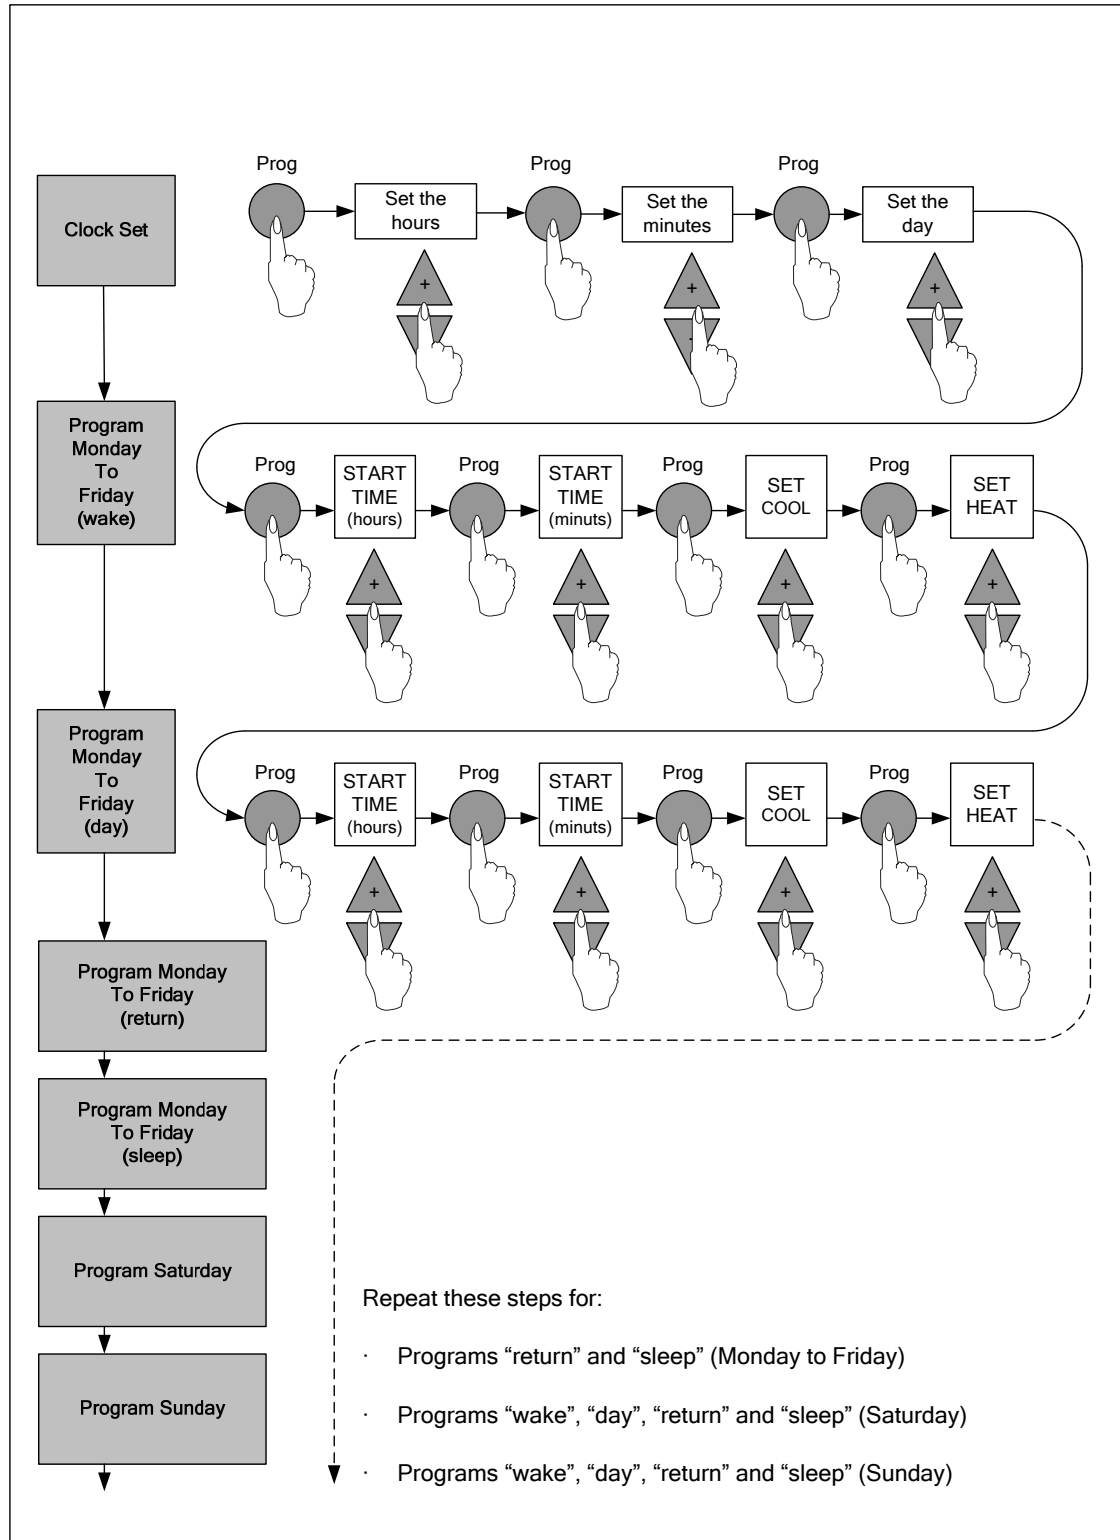 Prog
Prog
Prog
Clock Set
Set the
hours
Set the
minutes
Set the
day
+
+
-
+
Program
Monday
To
Friday
(wake)
Prog
Prog
Prog
Prog
START
TIME
(hours)
START
TIME
(minuts)
SET
COOL
SET
HEAT
+
+
+
+
Program
Monday
To
Friday
(day)
Prog
Prog
Prog
Prog
START
TIME
(hours)
START
TIME
(minuts)
SET
COOL
SET
HEAT
+
+
+
+
Program Monday
To Friday
(return)
Program Monday
To Friday
(sleep)
Program Saturday
Program Sunday
Repeat these steps for:
· Programs “return” and “sleep” (Monday to Friday)
· Programs “wake”, “day”, “return” and “sleep” (Saturday)
· Programs “wake”, “day”, “return” and “sleep” (Sunday)